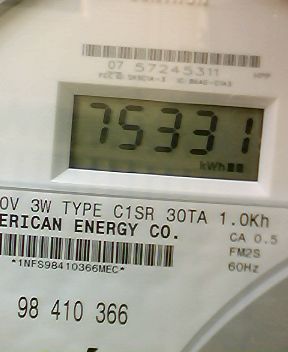 07 57245311
75331
kWh
0V 3W TYPE C1SR 30TA 1.0Kh
ERICAN ENERGY CO.
CA 0.5
FM2S
*1NFS98410366MEC*
60Hz
98 410 366